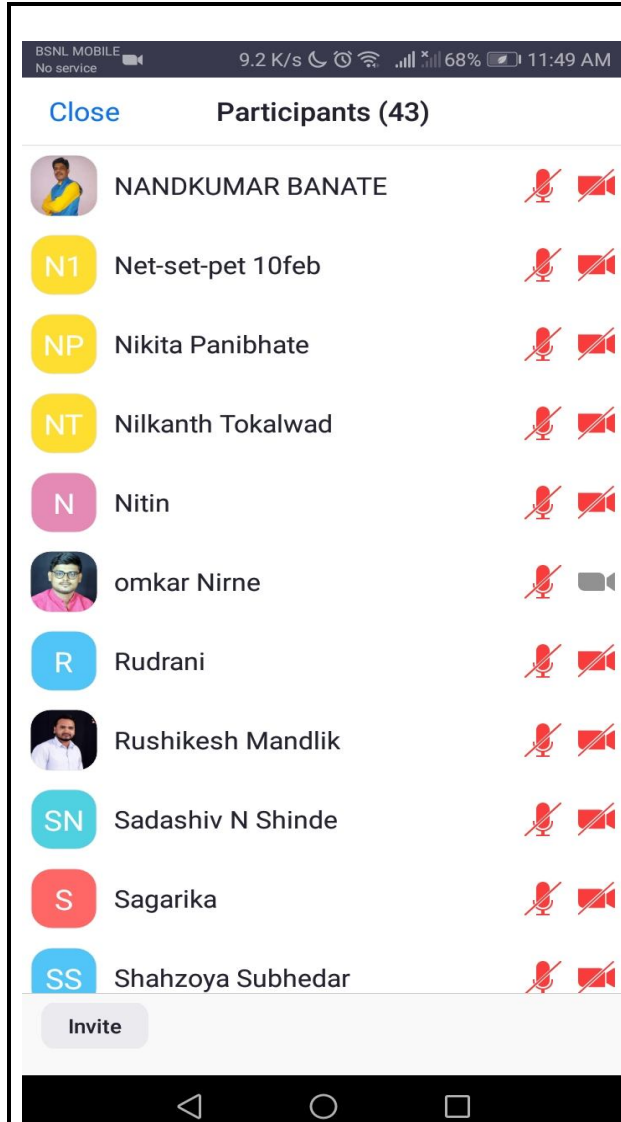 BSNL MOBILE
No service
9.2 K/s 68% 11:49 AM
Close Participants (43)
NANDKUMAR BANATE
N1 Net-set-pet 10feb
NP Nikita Panibhate
NT Nilkanth Tokalwad
N Nitin
omkar Nirne
R Rudrani
Rushikesh Mandlik
SN Sadashiv N Shinde
S Sagarika
SS Shahzoya Subhedar
Invite